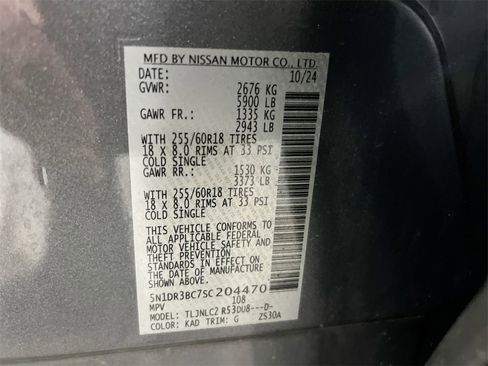 MFD BY NISSAN MOTOR CO., LTD.
DATE: 10/24
GVWR: 2676 KG
5900 LB
GAWR FR.: 1335 KG
2943 LB
WITH 255/60R18 TIRES
18 X 8.0 RIMS AT 33 PSI
COLD SINGLE
GAWR RR.: 1530 KG
3373 LB
WITH 255/60R18 TIRES
18 X 8.0 RIMS AT 33 PSI
COLD SINGLE
THIS VEHICLE CONFORMS TO
ALL APPLICABLE FEDERAL
MOTOR VEHICLE SAFETY AND
THEFT PREVENTION
STANDARDS IN EFFECT ON
THE DATE OF MANUFACTURE
SHOWN ABOVE.
5N1DR3BC7SC204470
MPV 108
MODEL: TLJNLC2 R53DU8---D-
COLOR: KAD TRIM: G ZS30A